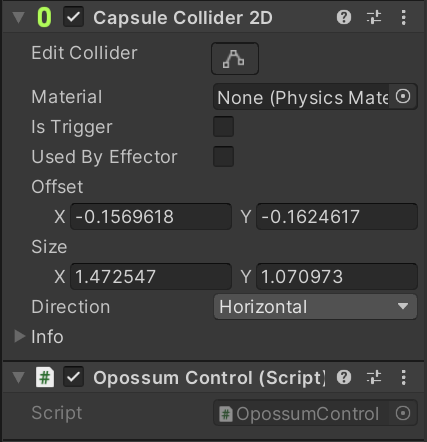 Capsule Collider 2D
Edit Collider
Material None (Physics Mate
Is Trigger
Used By Effector
Offset
X -0.1569618 Y -0.1624617
Size
X 1.472547 Y 1.070973
Direction Horizontal
Info
# Opossum Control (Script)
Script # OpossumControl